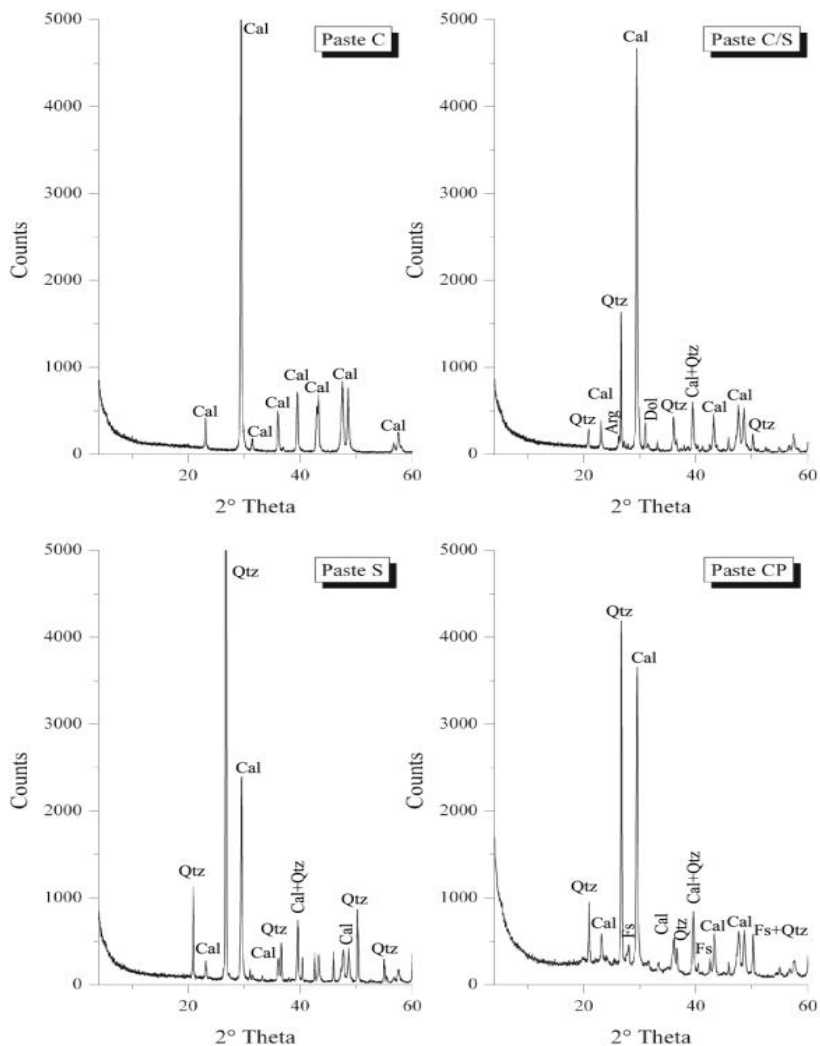 Paste C
5000
4000
3000
2000
1000
0
Counts
Cal
Cal
Cal
Cal
Cal
Cal
Cal
Cal
20
40
60
2° Theta
Paste C/S
5000
4000
3000
2000
1000
0
Counts
Cal
Qtz
Qtz
Cal
Arg
Dol
Qtz
Cal+Qtz
Cal
Cal
Qtz
20
40
60
2° Theta
Paste S
5000
4000
3000
2000
1000
0
Counts
Qtz
Cal
Qtz
Cal
Cal
Qtz
Cal+Qtz
Cal
Qtz
Qtz
20
40
60
2° Theta
Paste CP
5000
4000
3000
2000
1000
0
Counts
Qtz
Cal
Qtz
Cal
Fs
Cal
Qtz
Cal+Qtz
Fs
Cal
Cal
Fs+Qtz
20
40
60
2° Theta